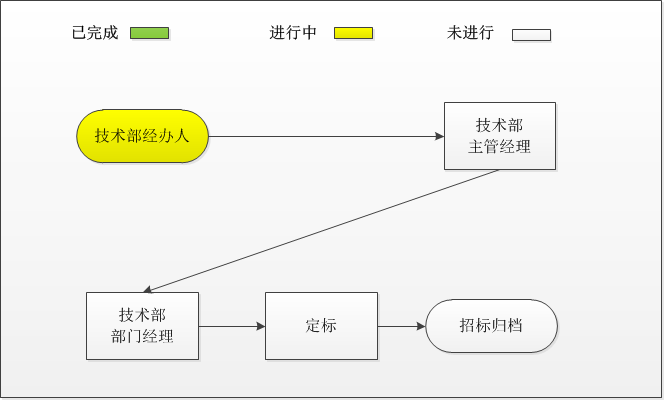 已完成
进行中
未进行
技术部经办人
技术部
主管经理
技术部
部门经理
定标
招标归档